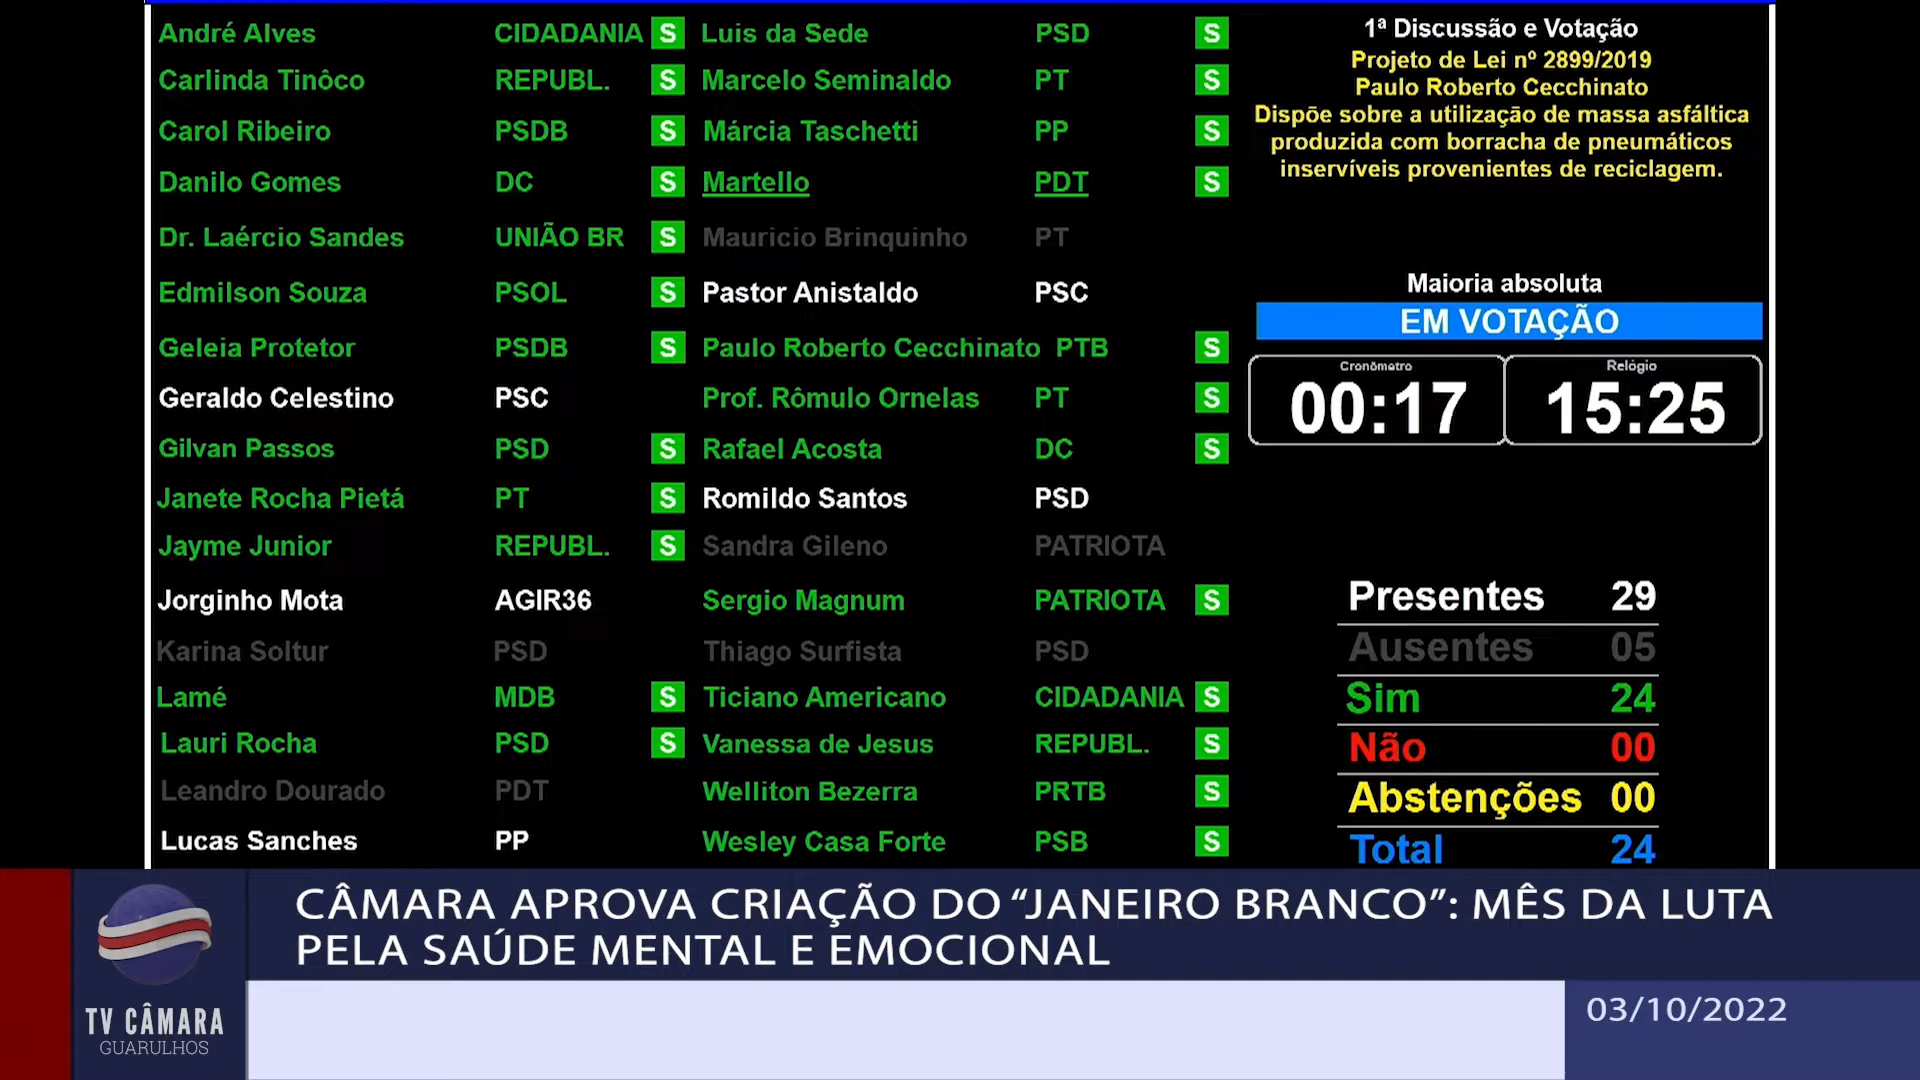 André Alves CIDADANIA S Luis da Sede PSD S
Carlinda Tinôco REPUBL. S Marcelo Seminaldo PT S
Carol Ribeiro PSDB S Márcia Taschetti PP S
Danilo Gomes DC S Martello PDT S
Dr. Laércio Sandes UNIÃO BR S Mauricio Brinquinho PT
Edmilson Souza PSOL S Pastor Anistaldo PSC
Geleia Protetor PSDB S Paulo Roberto Cecchinato PTB S
Geraldo Celestino PSC Prof. Rômulo Ornelas PT S
Gilvan Passos PSD S Rafael Acosta DC S
Janete Rocha Pietá PT S Romildo Santos PSD
Jayme Junior REPUBL. S Sandra Gileno PATRIOTA
Jorginho Mota AGIR36 Sergio Magnum PATRIOTA S
Karina Soltur PSD Thiago Surfista PSD
Lamé MDB S Ticiano Americano CIDADANIA S
Lauri Rocha PSD S Vanessa de Jesus REPUBL. S
Leandro Dourado PDT Welliton Bezerra PRTB S
Lucas Sanches PP Wesley Casa Forte PSB S
1ª Discussão e Votação
Projeto de Lei nº 2899/2019
Paulo Roberto Cecchinato
Dispõe sobre a utilização de massa asfáltica
produzida com borracha de pneumáticos
inservíveis provenientes de reciclagem.
Maioria absoluta
EM VOTAÇÃO
Cronômetro Relógio
00:17 15:25
Presentes 29
Ausentes 05
Sim 24
Não 00
Abstenções 00
Total 24
CÂMARA APROVA CRIAÇÃO DO “JANEIRO BRANCO”: MÊS DA LUTA
PELA SAÚDE MENTAL E EMOCIONAL
TV CÂMARA
GUARULHOS
03/10/2022